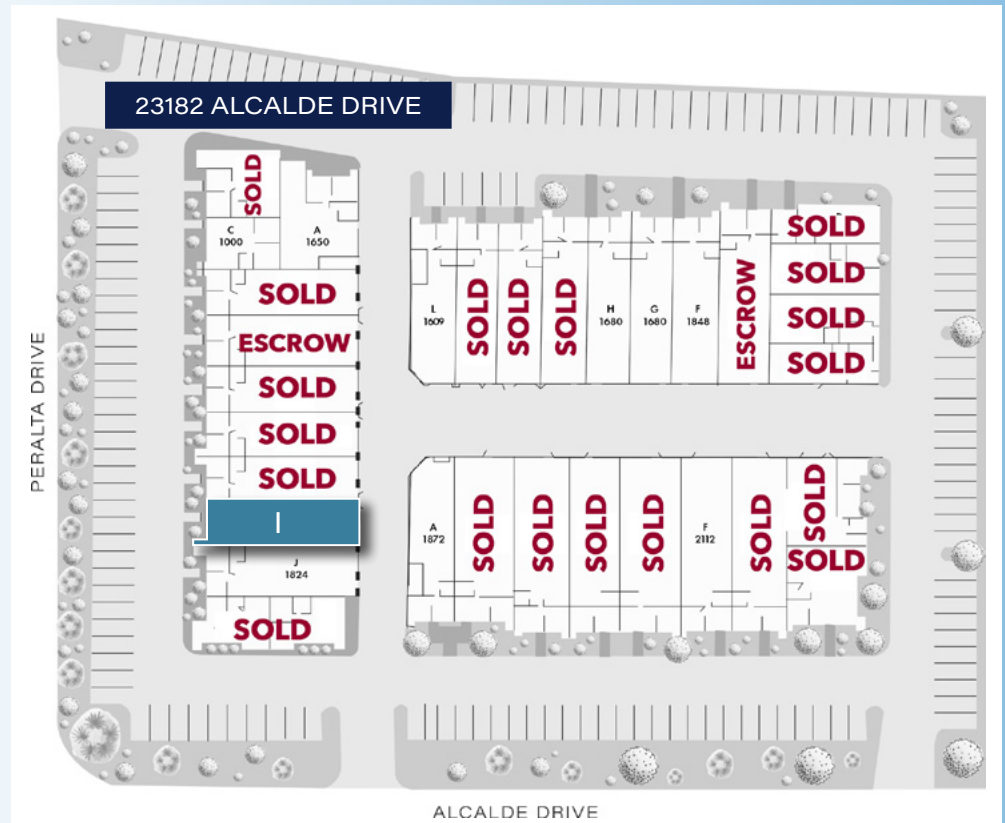 23182 ALCALDE DRIVE
SOLD
C
1000
A
1650
SOLD
ESCROW
SOLD
SOLD
SOLD
I
J
1824
SOLD
PERALTA DRIVE
L
1609
SOLD
SOLD
SOLD
H
1680
G
1680
F
1848
ESCROW
SOLD
SOLD
SOLD
SOLD
A
1872
SOLD
SOLD
SOLD
SOLD
F
2112
SOLD
SOLD
SOLD
ALCALDE DRIVE